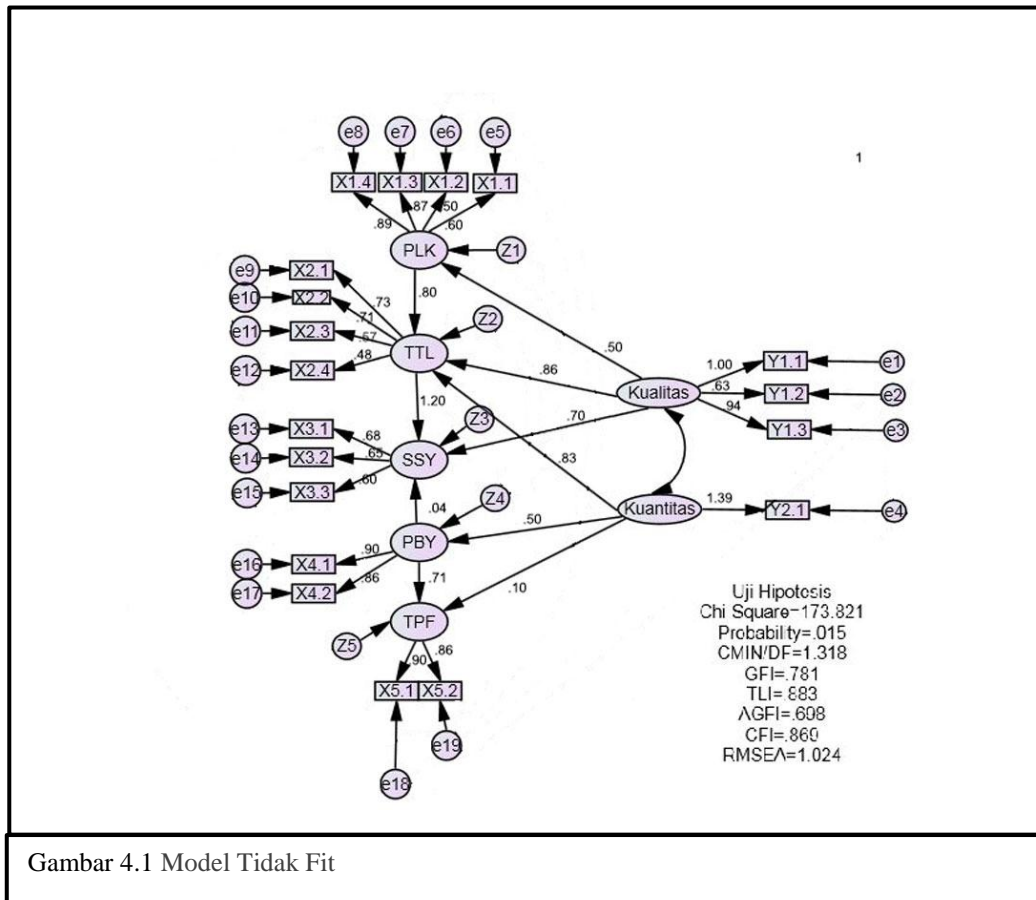 e8 e7 e6 e5
1
X1.4 X1.3 X1.2 X1.1
.89 .87 .50 .60
PLK Z1
e9 X2.1
e10 X2.2
e11 X2.3
e12 X2.4
.73
.71
.67
.48
.80
Z2
TTL
.50
.86
1.20
Kualitas
1.00 Y1.1 e1
.63 Y1.2 e2
.94 Y1.3 e3
e13 X3.1 .68
e14 X3.2 .65
e15 X3.3 .60
Z3
SSY
.70
.83
.04
Z4
Kuantitas 1.39 Y2.1 e4
PBY
.50
e16 X4.1 .90
e17 X4.2 .86
.71
.10
TPF
Z5
.90 .86
X5.1 X5.2
e19
e18
Uji Hipotesis
Chi Square=173.821
Probability=.015
CMIN/DF=1.318
GFI=.781
TLI=.883
AGFI=.698
CFI=.860
RMSEA=1.024
Gambar 4.1 Model Tidak Fit